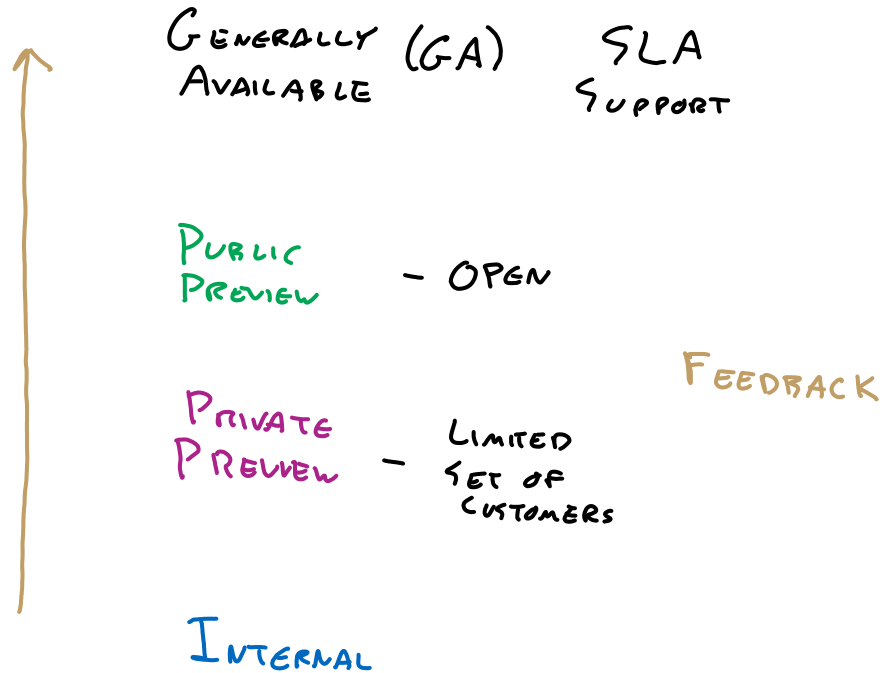 GENERALLY (GA) SLA
AVAILABLE SUPPORT
PUBLIC
PREVIEW - OPEN
FEEDBACK
PRIVATE
PREVIEW - LIMITED
SET OF
CUSTOMERS
INTERNAL